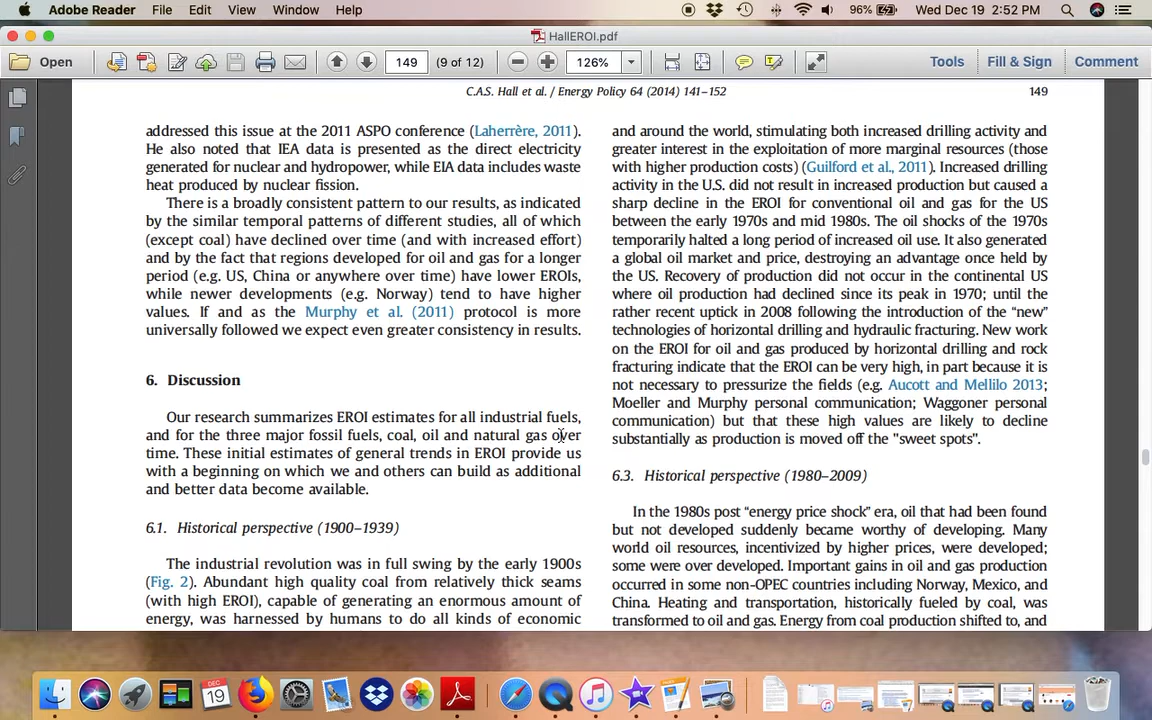 Adobe Reader File Edit View Window Help 96% Wed Dec 19 2:52 PM
HallEROI.pdf
Open 149 (9 of 12) 126% Tools Fill & Sign Comment
C.A.S. Hall et al. / Energy Policy 64 (2014) 141–152 149
addressed this issue at the 2011 ASPO conference (Laherrère, 2011).
He also noted that IEA data is presented as the direct electricity
generated for nuclear and hydropower, while EIA data includes waste
heat produced by nuclear fission.
There is a broadly consistent pattern to our results, as indicated
by the similar temporal patterns of different studies, all of which
(except coal) have declined over time (and with increased effort)
and by the fact that regions developed for oil and gas for a longer
period (e.g. US, China or anywhere over time) have lower EROIs,
while newer developments (e.g. Norway) tend to have higher
values. If and as the Murphy et al. (2011) protocol is more
universally followed we expect even greater consistency in results.
6. Discussion
Our research summarizes EROI estimates for all industrial fuels,
and for the three major fossil fuels, coal, oil and natural gas over
time. These initial estimates of general trends in EROI provide us
with a beginning on which we and others can build as additional
and better data become available.
6.1. Historical perspective (1900–1939)
The industrial revolution was in full swing by the early 1900s
(Fig. 2). Abundant high quality coal from relatively thick seams
(with high EROI), capable of generating an enormous amount of
energy, was harnessed by humans to do all kinds of economic
and around the world, stimulating both increased drilling activity and
greater interest in the exploitation of more marginal resources (those
with higher production costs) (Guilford et al., 2011). Increased drilling
activity in the U.S. did not result in increased production but caused a
sharp decline in the EROI for conventional oil and gas for the US
between the early 1970s and mid 1980s. The oil shocks of the 1970s
temporarily halted a long period of increased oil use. It also generated
a global oil market and price, destroying an advantage once held by
the US. Recovery of production did not occur in the continental US
where oil production had declined since its peak in 1970; until the
rather recent uptick in 2008 following the introduction of the “new”
technologies of horizontal drilling and hydraulic fracturing. New work
on the EROI for oil and gas produced by horizontal drilling and rock
fracturing indicate that the EROI can be very high, in part because it is
not necessary to pressurize the fields (e.g. Aucott and Mellilo 2013;
Moeller and Murphy personal communication; Waggoner personal
communication) but that these high values are likely to decline
substantially as production is moved off the "sweet spots".
6.3. Historical perspective (1980–2009)
In the 1980s post “energy price shock” era, oil that had been found
but not developed suddenly became worthy of developing. Many
world oil resources, incentivized by higher prices, were developed;
some were over developed. Important gains in oil and gas production
occurred in some non-OPEC countries including Norway, Mexico, and
China. Heating and transportation, historically fueled by coal, was
transformed to oil and gas. Energy from coal production shifted to, and
DEC
19